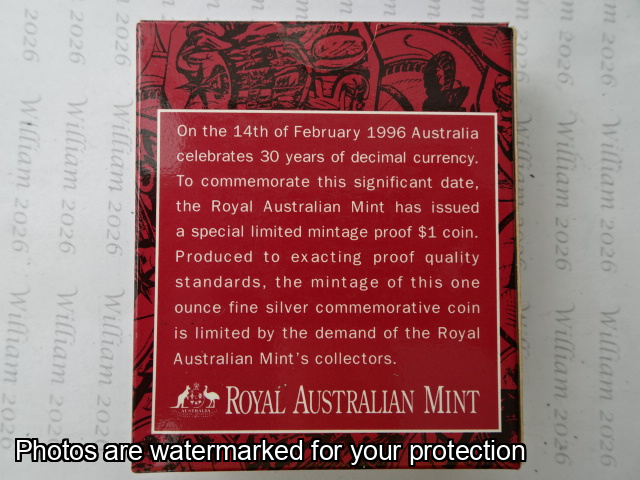 On the 14th of February 1996 Australia
celebrates 30 years of decimal currency.
To commemorate this significant date,
the Royal Australian Mint has issued
a special limited mintage proof $1 coin.
Produced to exacting proof quality
standards, the mintage of this one
ounce fine silver commemorative coin
is limited by the demand of the Royal
Australian Mint's collectors.
AUSTRALIA
ROYAL AUSTRALIAN MINT
Photos are watermarked for your protection
William 2026